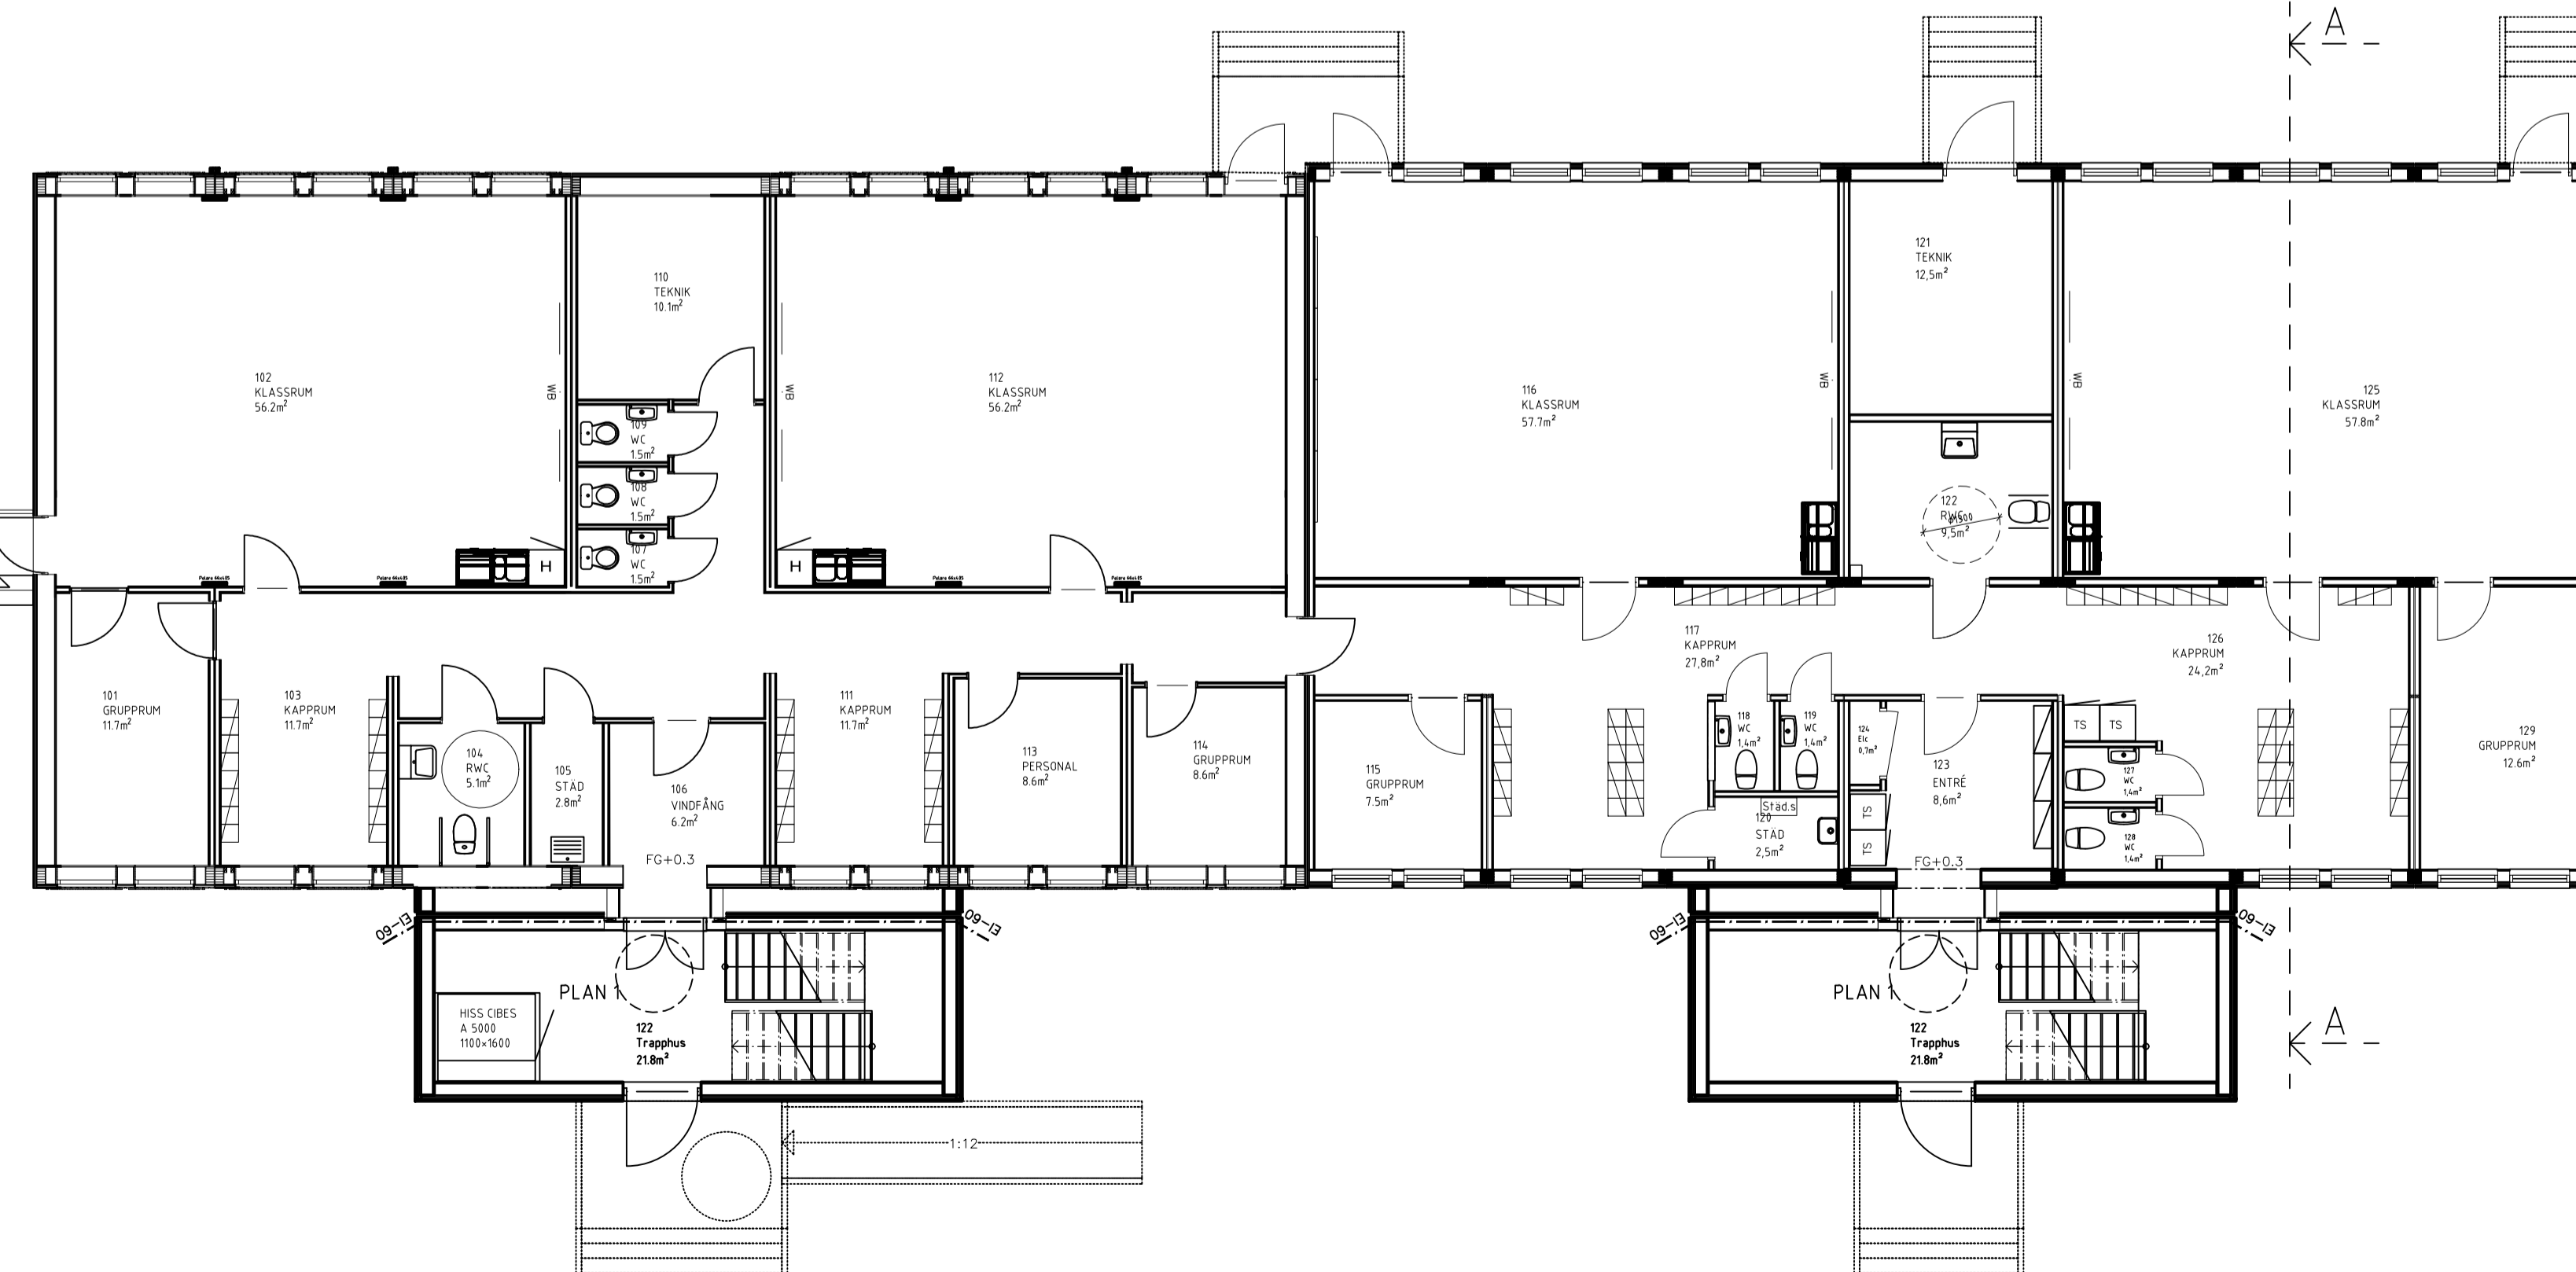 A
102
KLASSRUM
56.2m²
WB
110
TEKNIK
10.1m²
WB
112
KLASSRUM
56.2m²
116
KLASSRUM
57.7m²
WB
121
TEKNIK
12,5m²
WB
125
KLASSRUM
57.8m²
109
WC
1.5m²
108
WC
1.5m²
107
WC
1.5m²
H
H
122
RWC
ø1500
9,5m²
101
GRUPPRUM
11.7m²
103
KAPPRUM
11.7m²
104
RWC
5.1m²
105
STÄD
2.8m²
106
VINDFÅNG
6.2m²
FG+0.3
111
KAPPRUM
11.7m²
113
PERSONAL
8.6m²
114
GRUPPRUM
8.6m²
115
GRUPPRUM
7.5m²
117
KAPPRUM
27,8m²
118
WC
1,4m²
119
WC
1,4m²
Städ.s
120
STÄD
2,5m²
124
Elc
0,7m²
TS
TS
123
ENTRÉ
8,6m²
FG+0.3
TS
TS
127
WC
1,4m²
128
WC
1,4m²
126
KAPPRUM
24,2m²
129
GRUPPRUM
12.6m²
EI-60
EI-60
EI-60
EI-60
PLAN 1
HISS CIBES
A 5000
1100×1600
122
Trapphus
21.8m²
PLAN 1
122
Trapphus
21.8m²
A
1:12